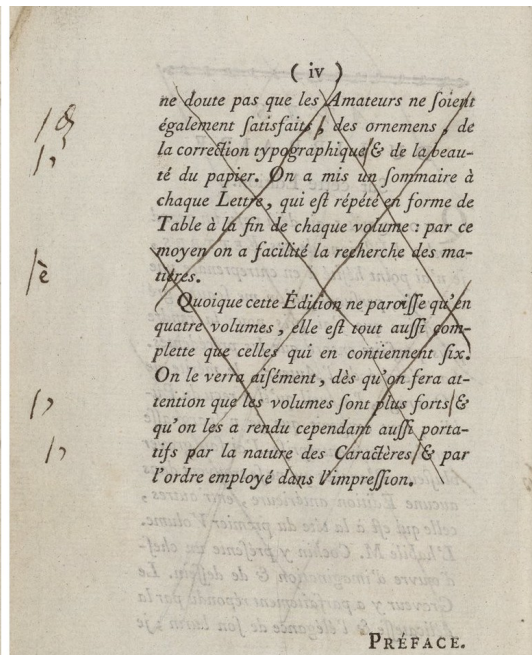 ( iv )
ne doute pas que les Amateurs ne ſoient
également ſatisfaits, des ornemens, de
la correction typographique & de la beau-
té du papier. On a mis un ſommaire à
chaque Lettre, qui eſt répété en forme de
Table à la fin de chaque volume : par ce
moyen on a facilité la recherche des ma-
tieres.
Quoique cette Édition ne paroiſſe qu'en
quatre volumes, elle eſt tout auſſi com-
plette que celles qui en contiennent ſix.
On le verra aiſément, dès qu'on fera at-
tention que les volumes ſont plus forts &
qu'on les a rendu cependant auſſi porta-
tifs par la nature des Caractères & par
l'ordre employé dans l'impreſſion.
PRÉFACE.
è